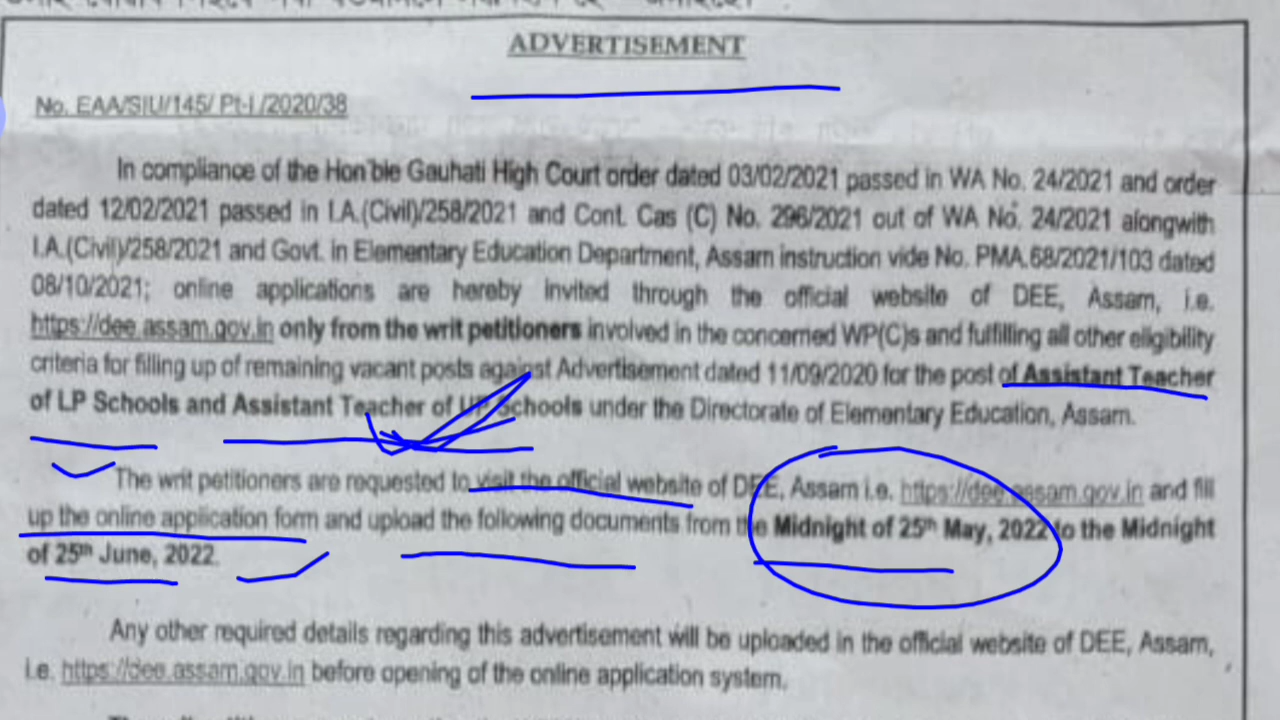 ADVERTISEMENT
No. EAA/SIU/145/ Pt-I /2020/38
In compliance of the Hon'ble Gauhati High Court order dated 03/02/2021 passed in WA No. 24/2021 and order
dated 12/02/2021 passed in I.A.(Civil)/258/2021 and Cont. Cas (C) No. 296/2021 out of WA No. 24/2021 alongwith
I.A.(Civil)/258/2021 and Govt. in Elementary Education Department, Assam instruction vide No. PMA.68/2021/103 dated
08/10/2021; online applications are hereby invited through the official website of DEE, Assam, i.e.
https://dee.assam.gov.in only from the writ petitioners involved in the concerned WP(C)s and fulfilling all other eligibility
criteria for filling up of remaining vacant posts against Advertisement dated 11/09/2020 for the post of Assistant Teacher
of LP Schools and Assistant Teacher of UP Schools under the Directorate of Elementary Education, Assam.
The writ petitioners are requested to visit the official website of DEE, Assam i.e. https://dee.assam.gov.in and fill
up the online application form and upload the following documents from the Midnight of 25th May, 2022 to the Midnight
of 25th June, 2022.
Any other required details regarding this advertisement will be uploaded in the official website of DEE, Assam,
i.e. https://dee.assam.gov.in before opening of the online application system.